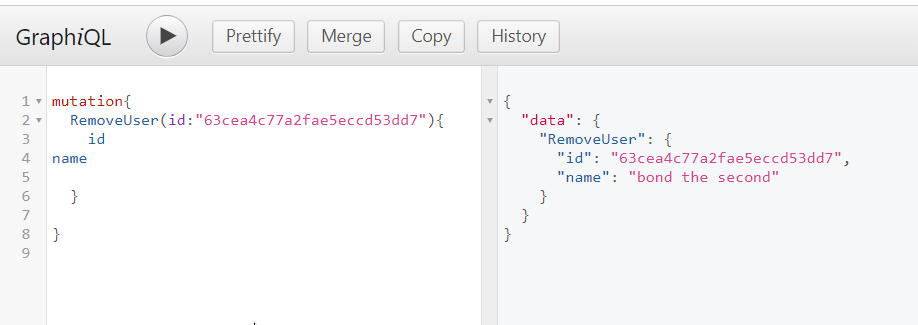 GraphiQL Prettify Merge Copy History
1 mutation{
2 RemoveUser(id:"63cea4c77a2fae5eccd53dd7"){
3 id
4 name
5
6 }
7
8 }
9
{
"data": {
"RemoveUser": {
"id": "63cea4c77a2fae5eccd53dd7",
"name": "bond the second"
}
}
}